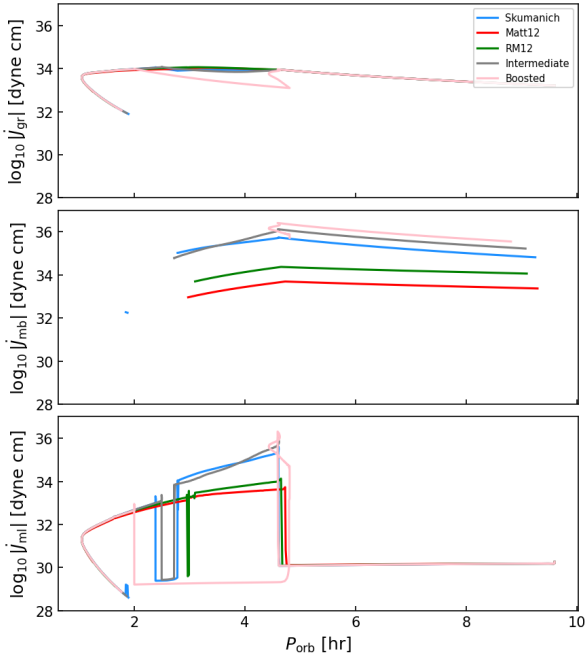 Skumanich
Matt12
RM12
Intermediate
Boosted
log₁₀ |J̇gr| [dyne cm]
36
34
32
30
28
log₁₀ |J̇mb| [dyne cm]
36
34
32
30
28
log₁₀ |J̇ml| [dyne cm]
36
34
32
30
28
2
4
6
8
10
Porb [hr]